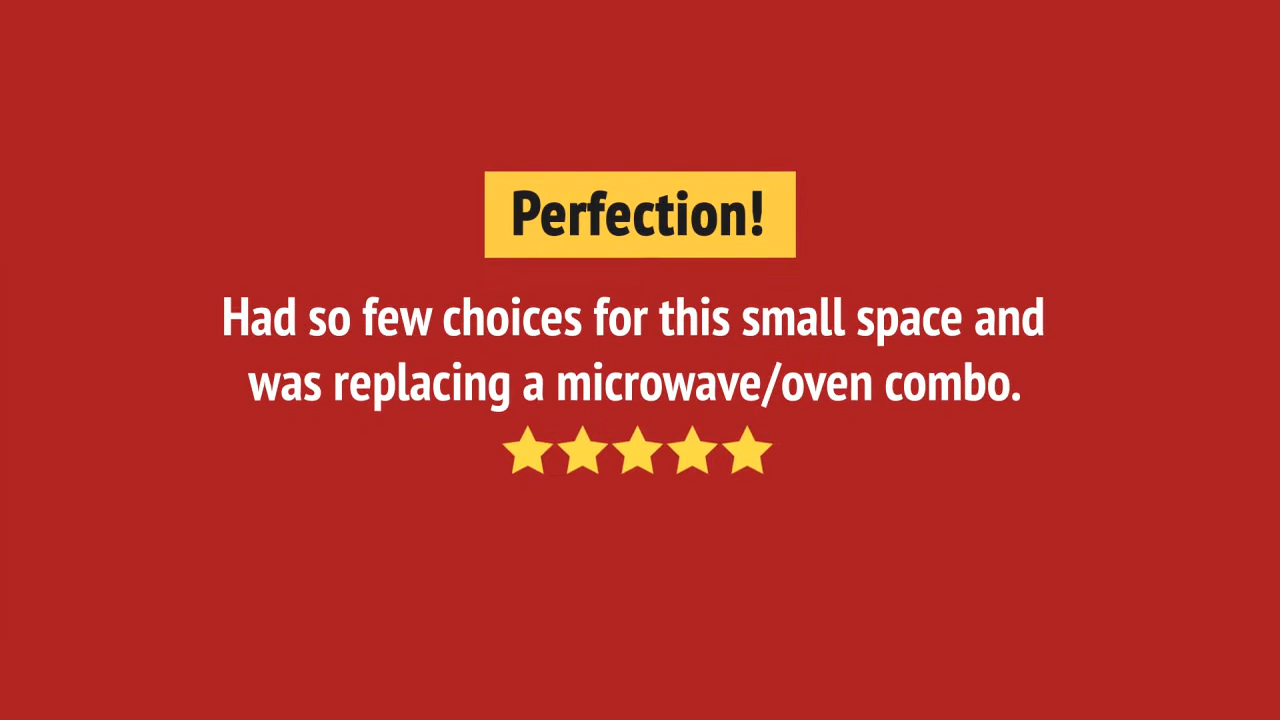 Perfection!
Had so few choices for this small space and
was replacing a microwave/oven combo.